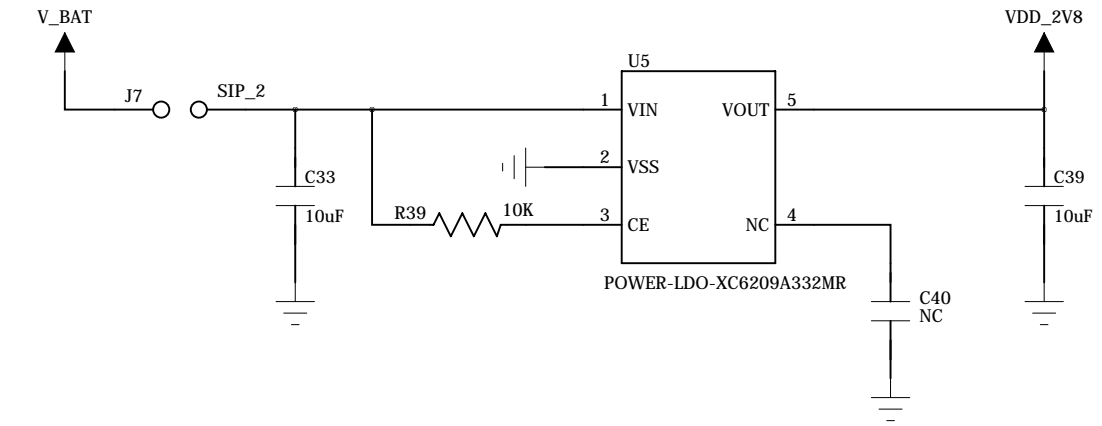 V_BAT
VDD_2V8
U5
J7
SIP_2
1
VIN
VOUT
5
2
VSS
C33
10uF
C39
10uF
R39
10K
3
CE
NC
4
POWER-LDO-XC6209A332MR
C40
NC